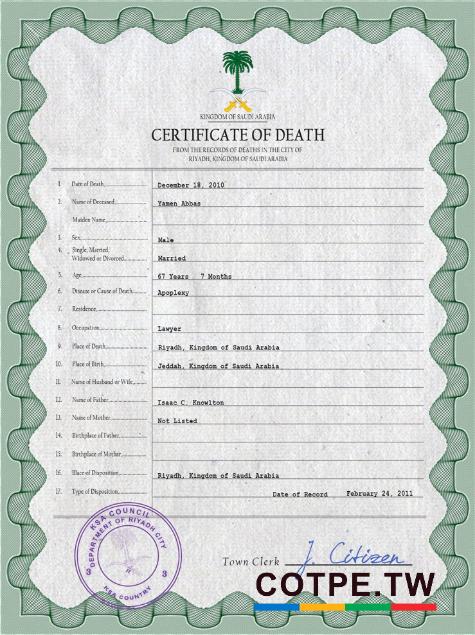 KINGDOM OF SAUDI ARABIA
CERTIFICATE OF DEATH
FROM THE RECORDS OF DEATHS IN THE CITY OF
RIYADH, KINGDOM OF SAUDI ARABIA
1. Date of Death December 18, 2010
2. Name of Deceased Yamen Abbas
Maiden Name
3. Sex Male
4. Single, Married,
Widowed or Divorced Married
5. Age 67 Years 7 Months
6. Disease or Cause of Death Apoplexy
7. Residence
8. Occupation Lawyer
9. Place of Death Riyadh, Kingdom of Saudi Arabia
10. Place of Birth Jeddah, Kingdom of Saudi Arabia
11. Name of Husband or Wife
12. Name of Father Isaac C. Knowlton
13. Name of Mother Not Listed
14. Birthplace of Father
15. Birthplace of Mother
16. Place of Disposition Riyadh, Kingdom of Saudi Arabia
17. Type of Disposition Date of Record February 24, 2011
KSA COUNCIL
DEPARTMENT OF RIYADH CITY
3 3
KSA COUNTRY
Town Clerk J. Citizen
COTPE.TW